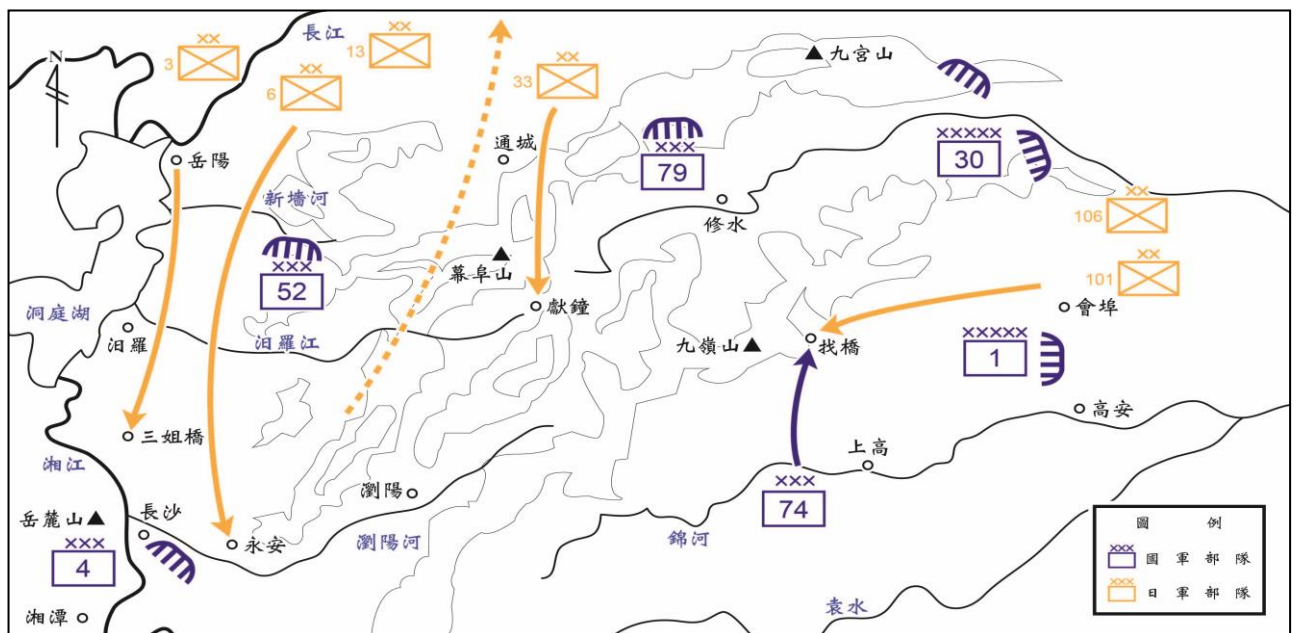 長江
九宮山
N
3
××
13
××
6
××
33
××
通城
×××
79
×××××
30
岳陽
新墻河
修水
106
××
×××
52
幕阜山
101
××
洞庭湖
獻鐘
會埠
汨羅
汨羅江
九嶺山
找橋
×××××
1
高安
三姐橋
湘江
上高
瀏陽
×××
74
岳麓山
長沙
×××
4
永安
瀏陽河
錦河
圖 例
×××
國軍部隊
×××
日軍部隊
湘潭
袁水